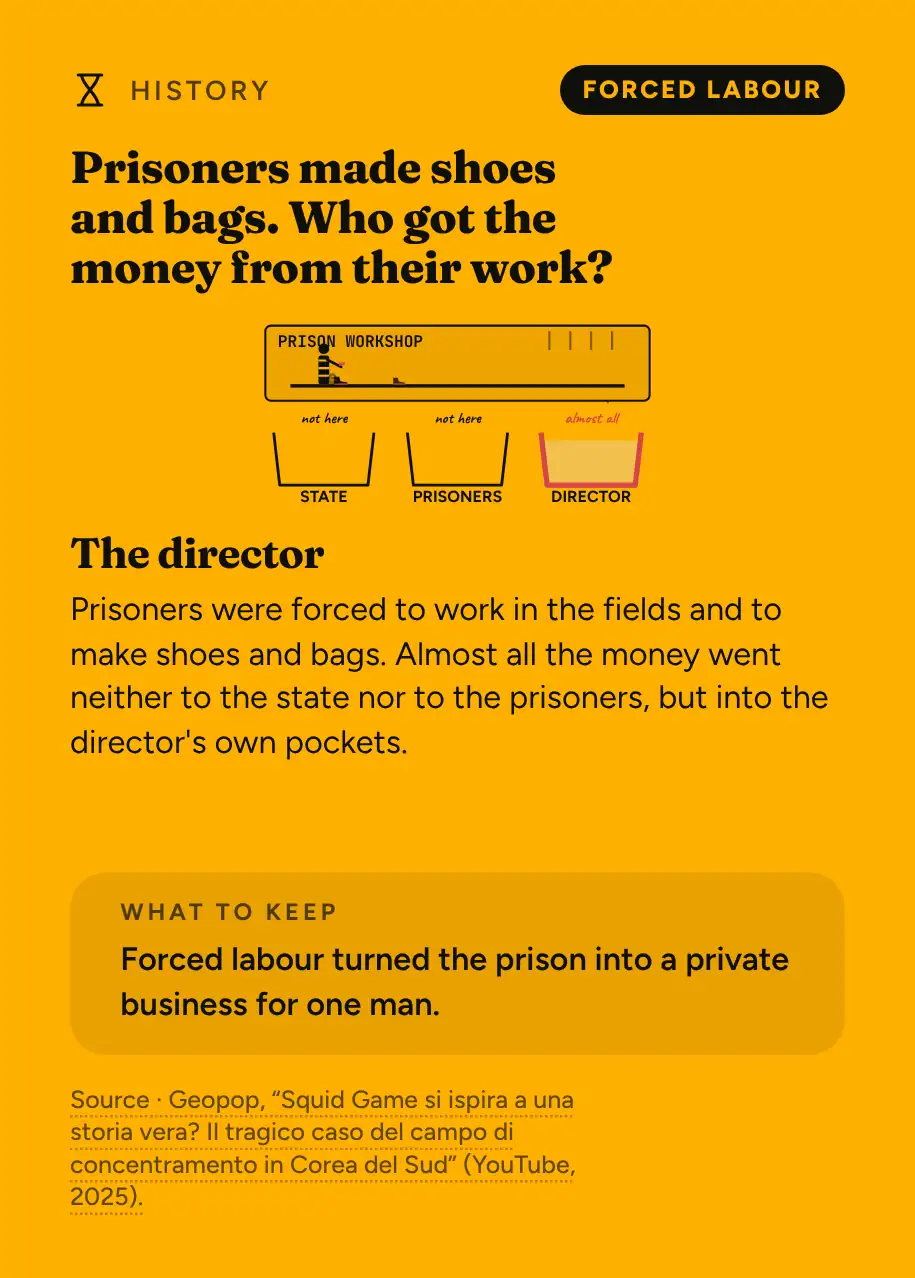 HISTORY
FORCED LABOUR
Prisoners made shoes
and bags. Who got the
money from their work?
PRISON WORKSHOP
not here
not here
almost all
STATE
PRISONERS
DIRECTOR
The director
Prisoners were forced to work in the fields and to
make shoes and bags. Almost all the money went
neither to the state nor to the prisoners, but into the
director's own pockets.
WHAT TO KEEP
Forced labour turned the prison into a private
business for one man.
Source · Geopop, “Squid Game si ispira a una
storia vera? Il tragico caso del campo di
concentramento in Corea del Sud” (YouTube,
2025).